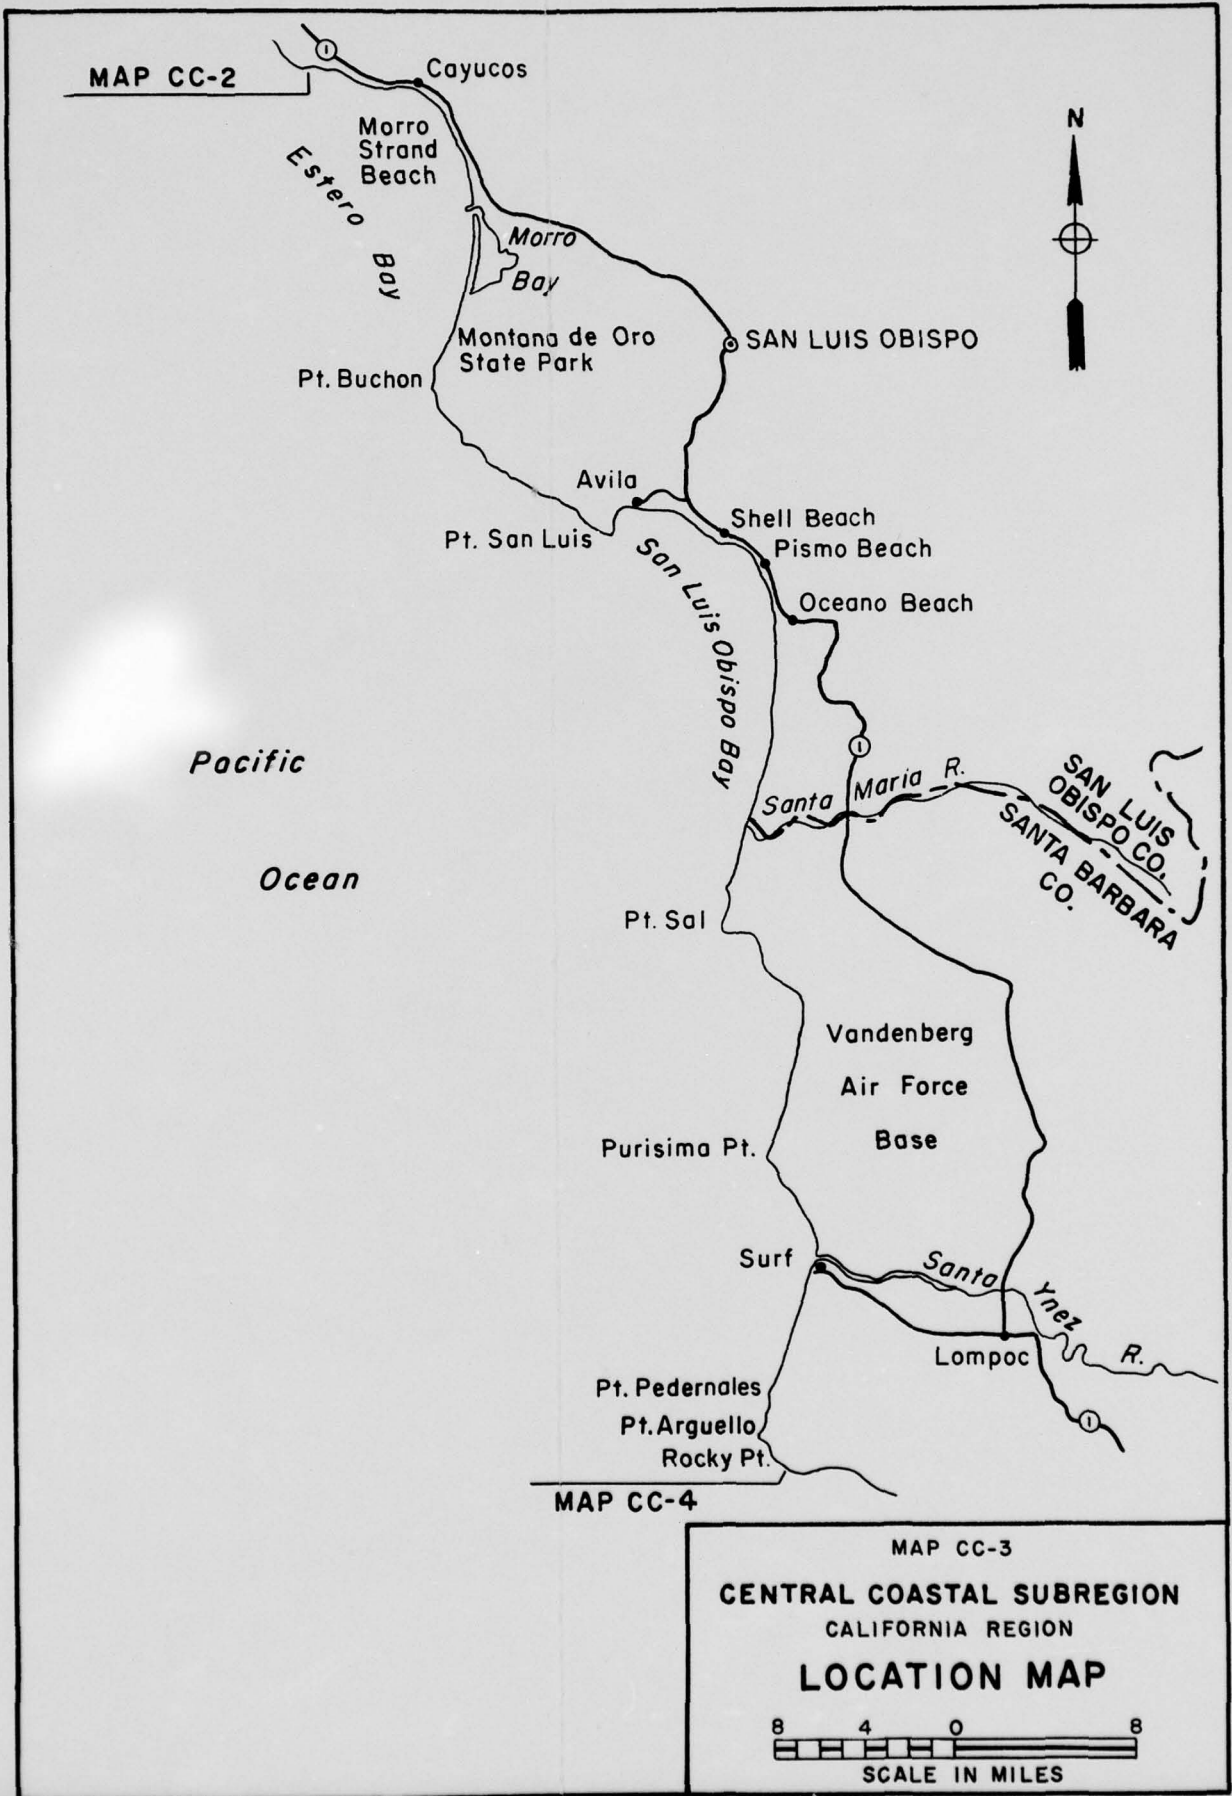 1
MAP CC-2
Cayucos
Morro
Strand
Beach
Estero
Bay
N
Morro
Bay
Montana de Oro
State Park
SAN LUIS OBISPO
Pt. Buchon
Avila
Shell Beach
Pt. San Luis
Pismo Beach
San Luis Obispo Bay
Oceano Beach
1
Pacific
Ocean
Santa Maria R.
SAN LUIS
OBISPO CO.
SANTA BARBARA
CO.
Pt. Sal
Vandenberg
Air Force
Base
Purisima Pt.
Surf
Santa Ynez R.
Lompoc
Pt. Pedernales
Pt. Arguello
1
Rocky Pt.
MAP CC-4
MAP CC-3
CENTRAL COASTAL SUBREGION
CALIFORNIA REGION
LOCATION MAP
8 4 0 8
SCALE IN MILES